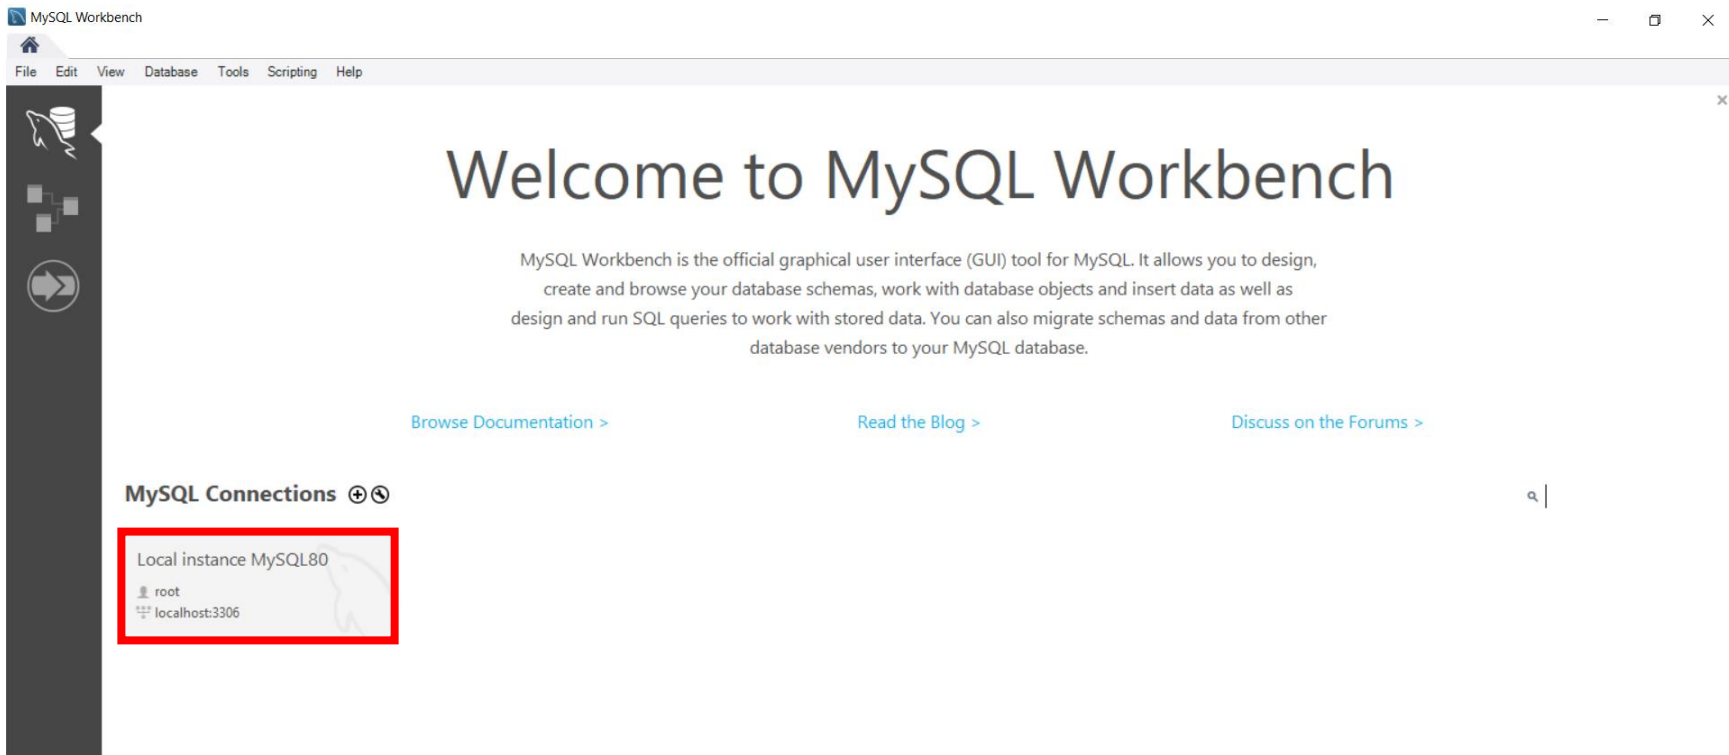 MySQL Workbench
File Edit View Database Tools Scripting Help
Welcome to MySQL Workbench
MySQL Workbench is the official graphical user interface (GUI) tool for MySQL. It allows you to design,
create and browse your database schemas, work with database objects and insert data as well as
design and run SQL queries to work with stored data. You can also migrate schemas and data from other
database vendors to your MySQL database.
Browse Documentation > Read the Blog > Discuss on the Forums >
MySQL Connections
Local instance MySQL80
root
localhost:3306